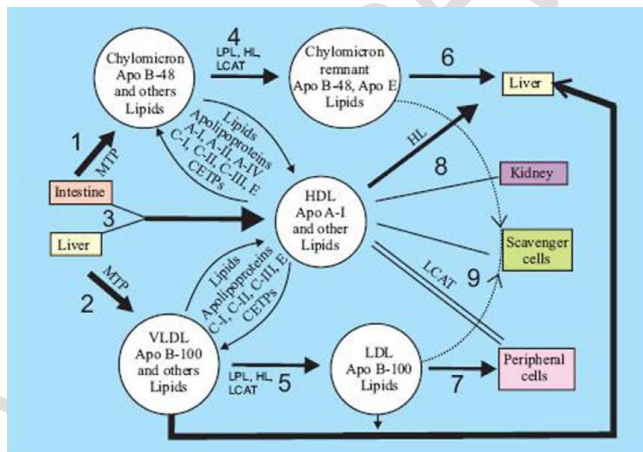 4
6
Chylomicron
Apo B-48
and others
Lipids
LPL, HL,
LCAT
Chylomicron
remnant
Apo B-48, Apo E
Lipids
Liver
1
MTP
Lipids
Apolipoproteins
A-I, A-II, A-IV
C-I, C-II, C-III, E
CETPs
HL
8
Intestine
3
Liver
HDL
Apo A-I
and other
Lipids
Kidney
Scavenger
cells
2
MTP
Lipids
Apolipoproteins
C-I, C-II, C-III, E
CETPs
LCAT
9
VLDL
Apo B-100
and others
Lipids
LPL, HL,
LCAT
5
LDL
Apo B-100
Lipids
7
Peripheral
cells